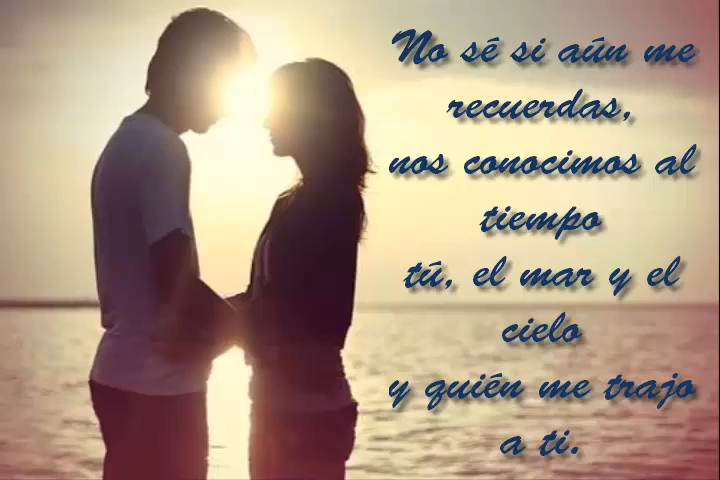 No sé si aún me
recuerdas,
nos conocimos al
tiempo
tú, el mar y el
cielo
y quién me trajo
a ti.